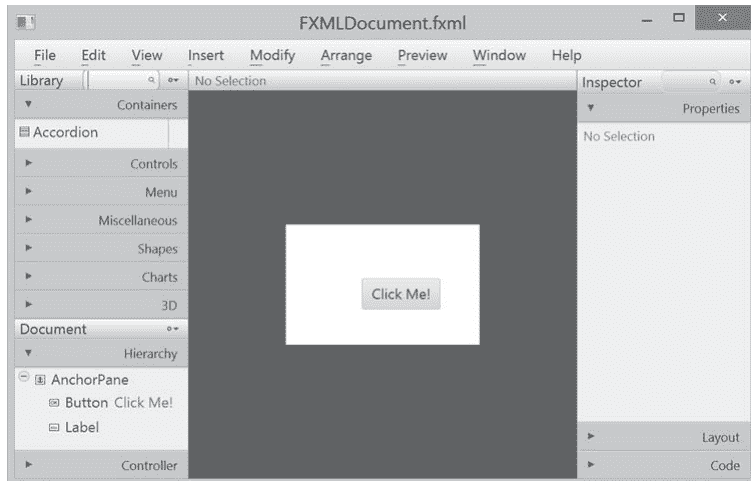 FXMLDocument.fxml
File Edit View Insert Modify Arrange Preview Window Help
Library
No Selection
Inspector
Containers
Properties
Accordion
No Selection
Controls
Menu
Miscellaneous
Shapes
Click Me!
Charts
3D
Document
Hierarchy
AnchorPane
Button Click Me!
Label
Layout
Controller
Code